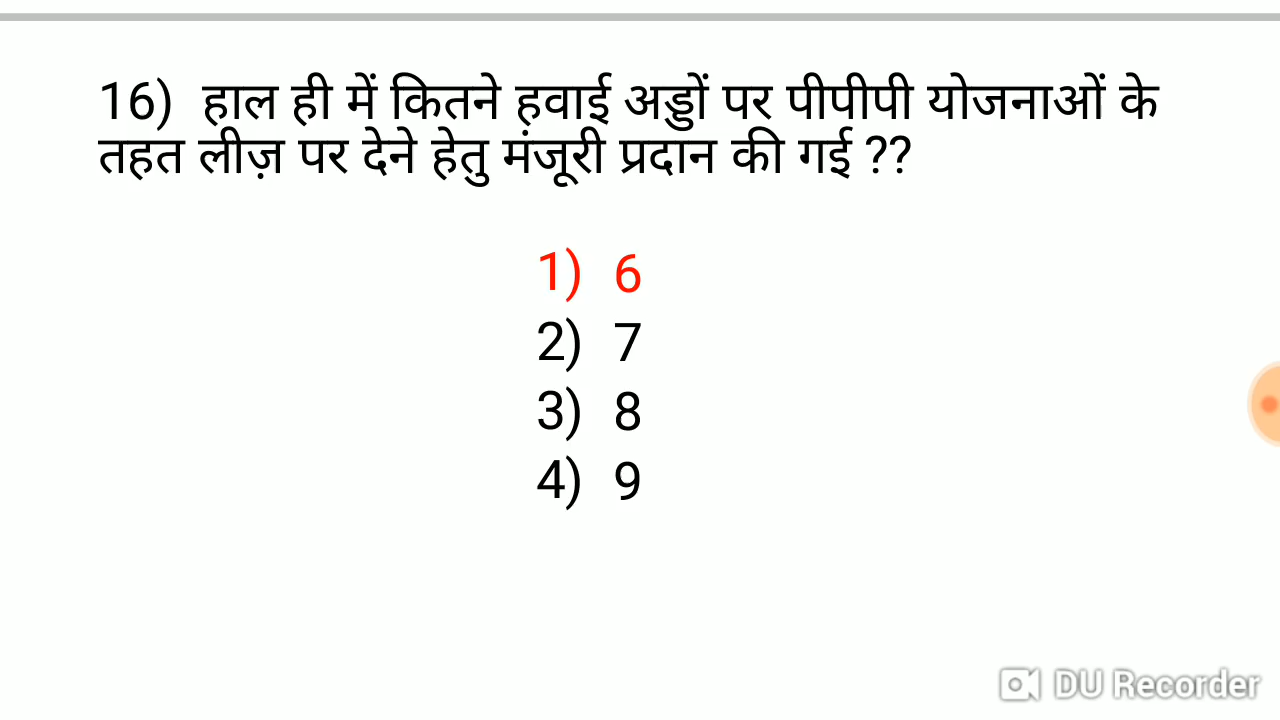 16) हाल ही में कितने हवाई अड्डों पर पीपीपी योजनाओं के
तहत लीज़ पर देने हेतु मंजूरी प्रदान की गई ??
1) 6
2) 7
3) 8
4) 9
DU Recorder